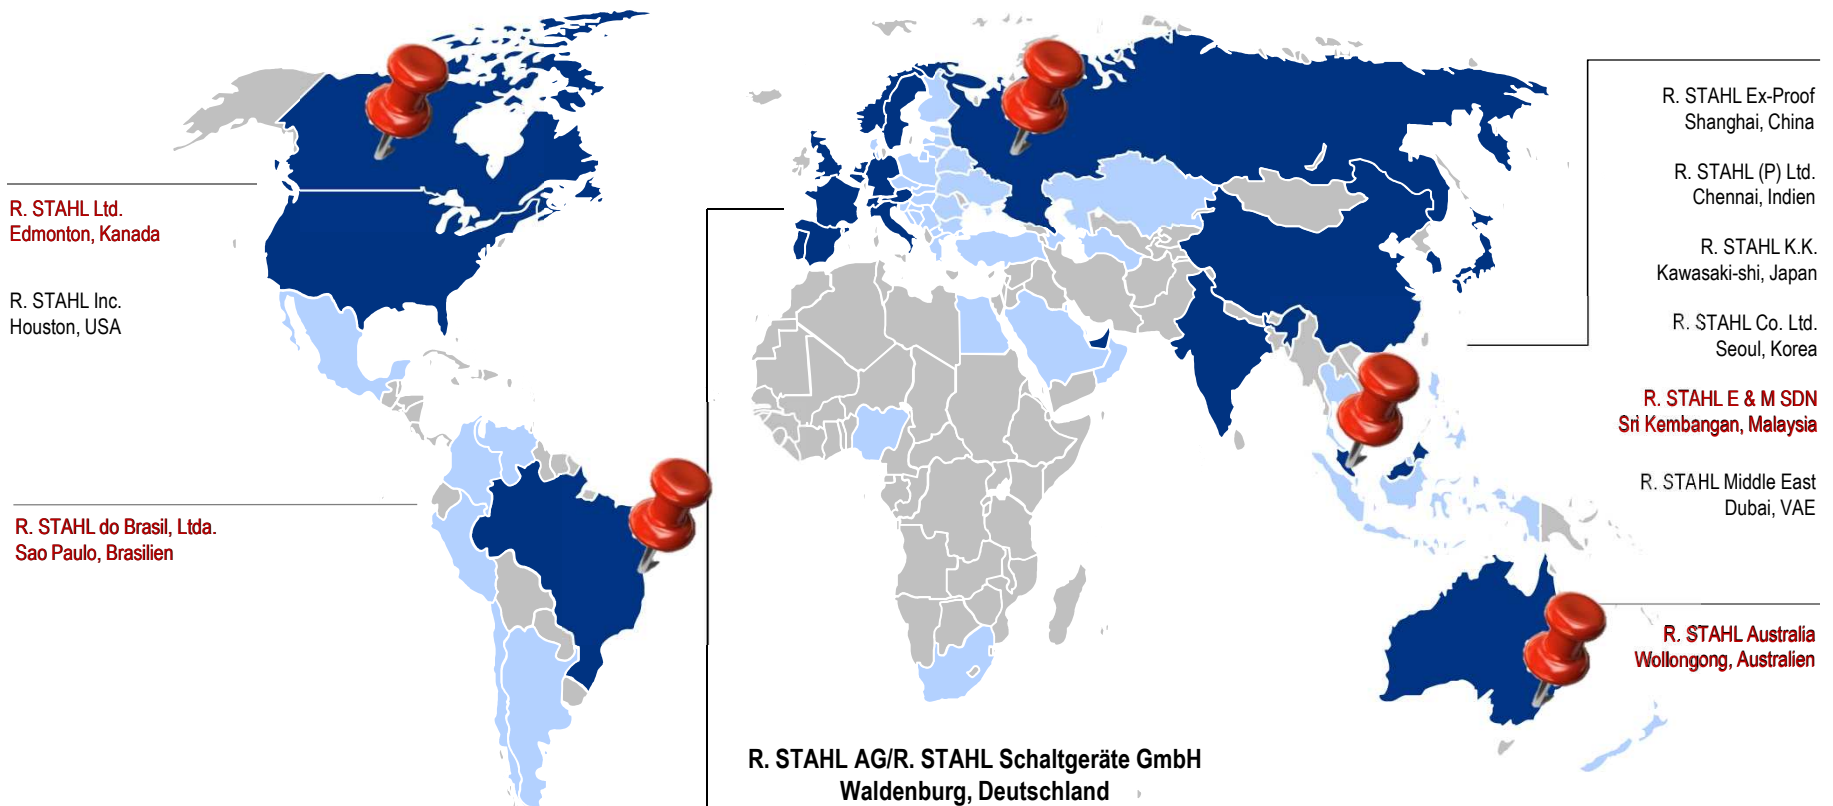 R. STAHL Ltd.
Edmonton, Kanada
R. STAHL Inc.
Houston, USA
R. STAHL do Brasil, Ltda.
Sao Paulo, Brasilien
R. STAHL AG/R. STAHL Schaltgeräte GmbH
Waldenburg, Deutschland
R. STAHL Ex-Proof
Shanghai, China
R. STAHL (P) Ltd.
Chennai, Indien
R. STAHL K.K.
Kawasaki-shi, Japan
R. STAHL Co. Ltd.
Seoul, Korea
R. STAHL E & M SDN
Sri Kembangan, Malaysia
R. STAHL Middle East
Dubai, VAE
R. STAHL Australia
Wollongong, Australien